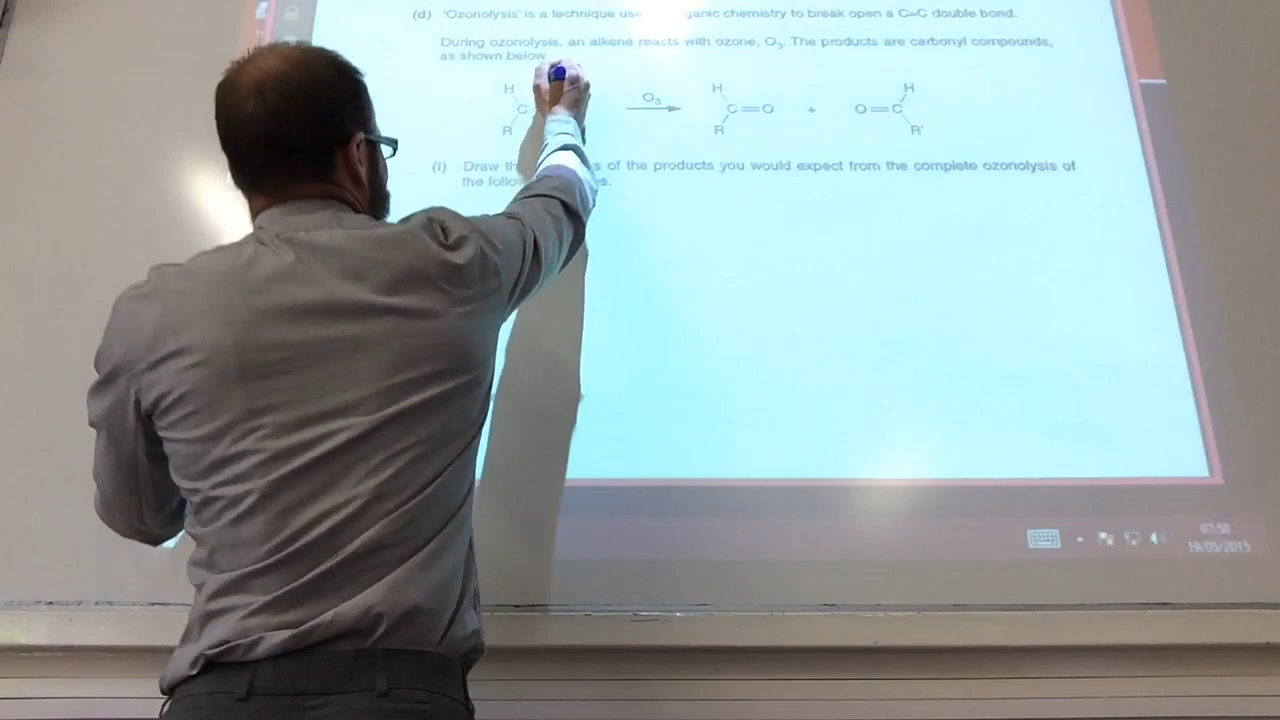 (d) 'Ozonolysis' is a technique use ganic chemistry to break open a C=C double bond.
During ozonolysis, an alkene reacts with ozone, O₃. The products are carbonyl compounds,
as shown below
H H H
C O₃ C=O + O=C
R R R'
(i) Draw th s of the products you would expect from the complete ozonolysis of
the follo s.
07:58
19/05/2015